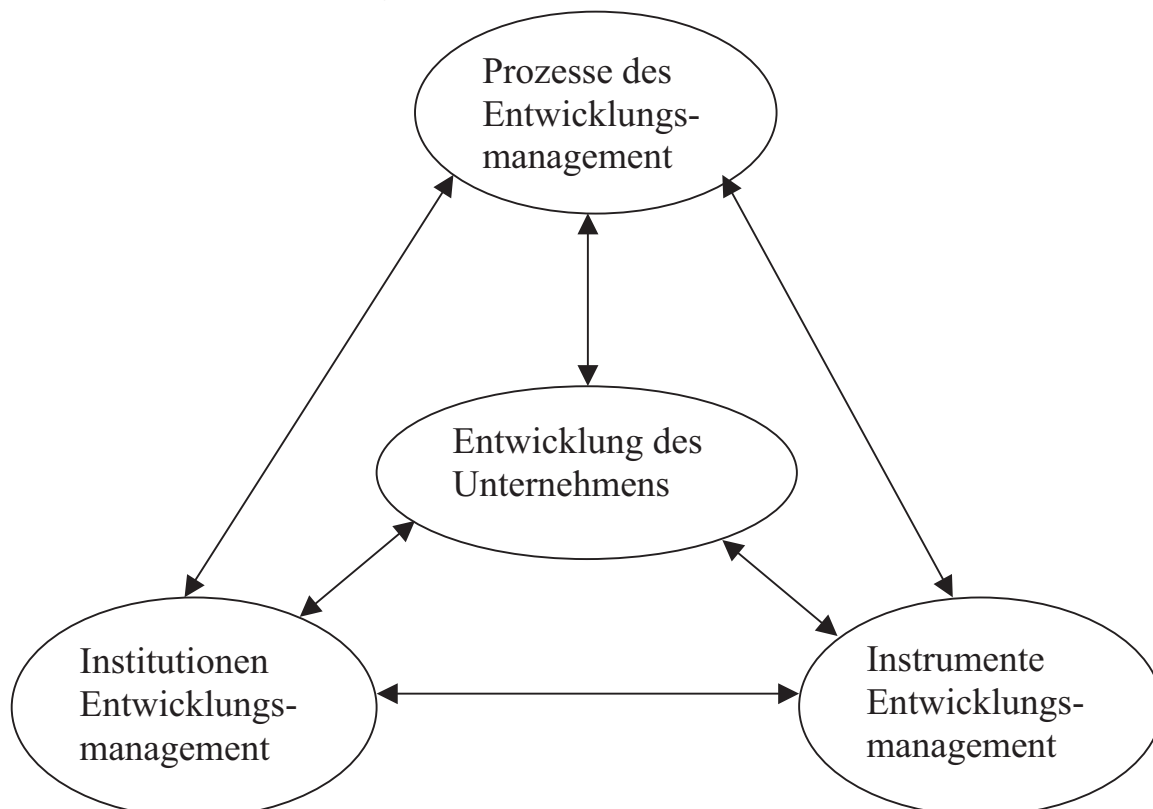 Prozesse des
Entwicklungs-
management
Entwicklung des
Unternehmens
Institutionen
Entwicklungs-
management
Instrumente
Entwicklungs-
management